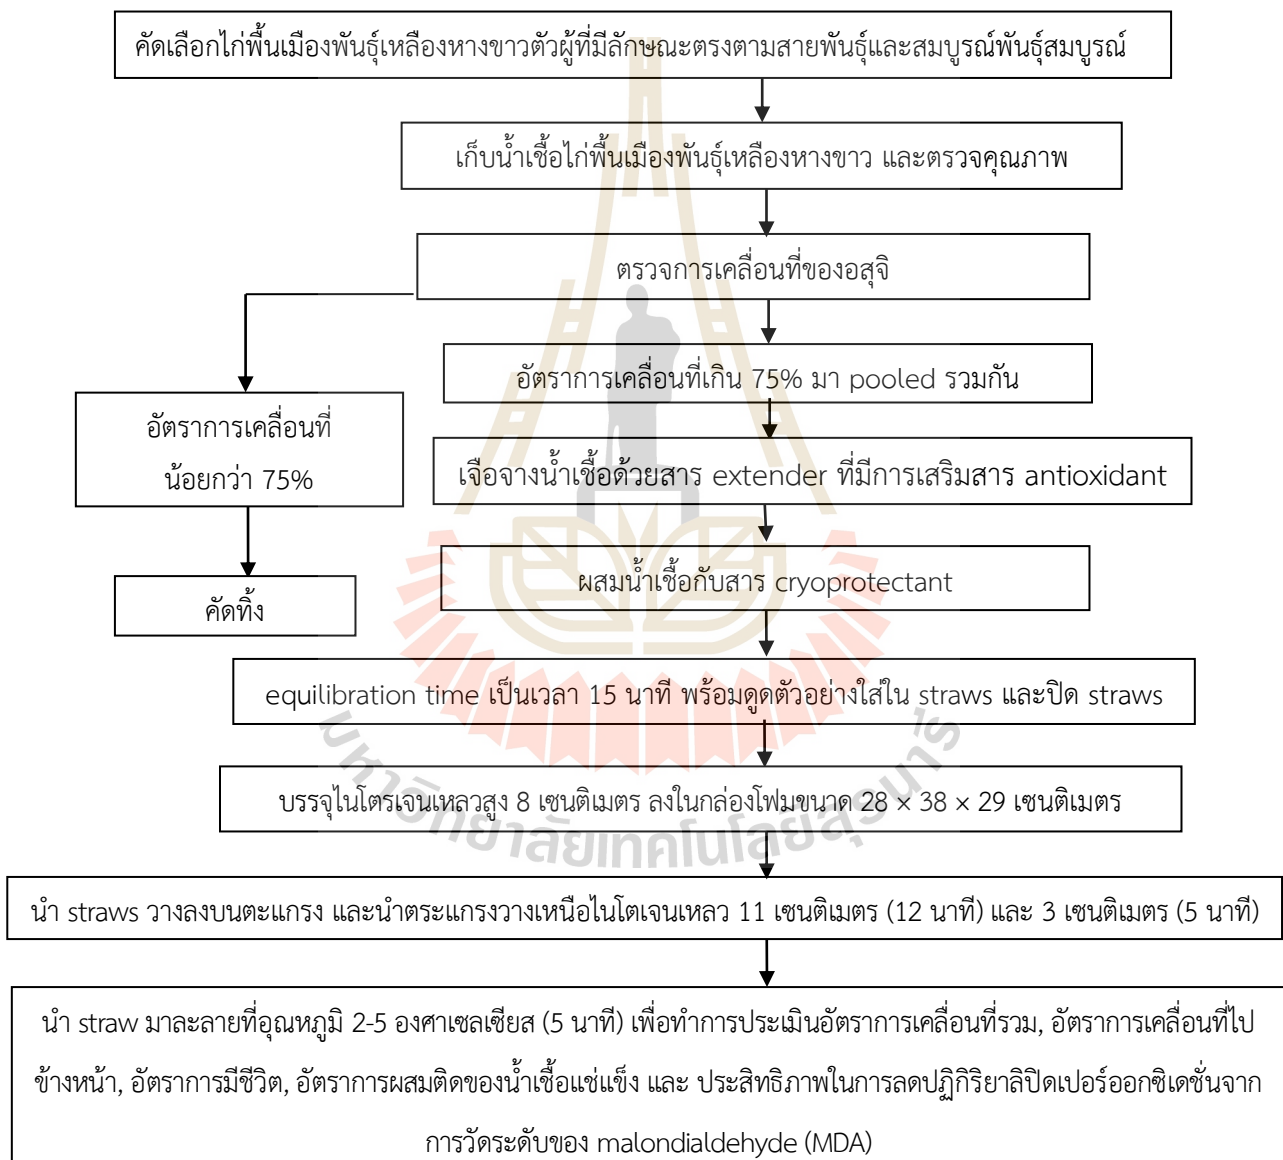 คัดเลือกไก่พื้นเมืองพันธุ์เหลืองหางขาวตัวผู้ที่มีลักษณะตรงตามสายพันธุ์และสมบูรณ์พันธุ์สมบูรณ์
เก็บน้ำเชื้อไก่พื้นเมืองพันธุ์เหลืองหางขาว และตรวจคุณภาพ
ตรวจการเคลื่อนที่ของอสุจิ
อัตราการเคลื่อนที่เกิน 75% มา pooled รวมกัน
อัตราการเคลื่อนที่
น้อยกว่า 75%
เจือจางน้ำเชื้อด้วยสาร extender ที่มีการเสริมสาร antioxidant
ผสมน้ำเชื้อกับสาร cryoprotectant
คัดทิ้ง
equilibration time เป็นเวลา 15 นาที พร้อมดูดตัวอย่างใส่ใน straws และปิด straws
บรรจุไนโตรเจนเหลวสูง 8 เซนติเมตร ลงในกล่องโฟมขนาด 28 × 38 × 29 เซนติเมตร
มหาวิทยาลัยเทคโนโลยีสุรนารี
นำ straws วางลงบนตะแกรง และนำตระแกรงวางเหนือไนโตเจนเหลว 11 เซนติเมตร (12 นาที) และ 3 เซนติเมตร (5 นาที)
นำ straw มาละลายที่อุณหภูมิ 2-5 องศาเซลเซียส (5 นาที) เพื่อทำการประเมินอัตราการเคลื่อนที่รวม, อัตราการเคลื่อนที่ไป
ข้างหน้า, อัตราการมีชีวิต, อัตราการผสมติดของน้ำเชื้อแช่แข็ง และ ประสิทธิภาพในการลดปฏิกิริยาลิปิดเปอร์ออกซิเดชั่นจาก
การวัดระดับของ malondialdehyde (MDA)